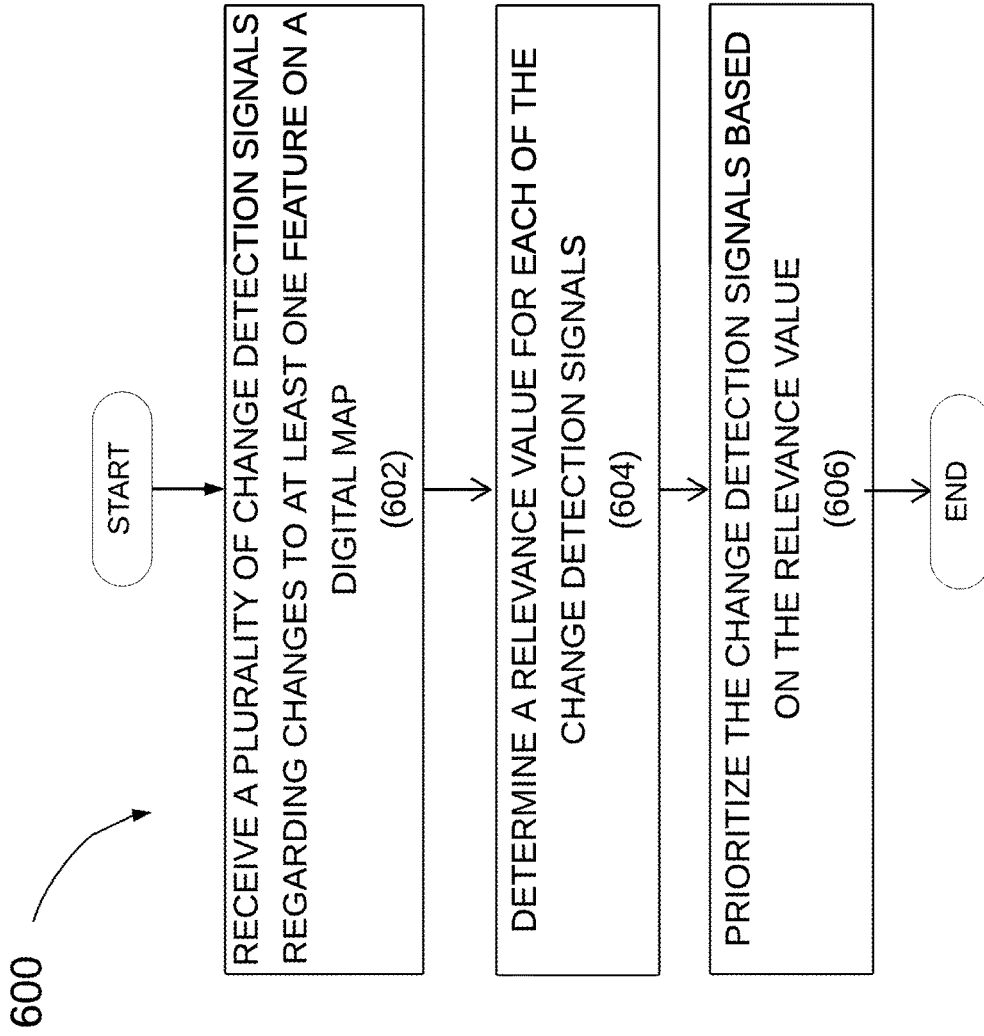 600
START
RECEIVE A PLURALITY OF CHANGE DETECTION SIGNALS
REGARDING CHANGES TO AT LEAST ONE FEATURE ON A
DIGITAL MAP
(602)
DETERMINE A RELEVANCE VALUE FOR EACH OF THE
CHANGE DETECTION SIGNALS
(604)
PRIORITIZE THE CHANGE DETECTION SIGNALS BASED
ON THE RELEVANCE VALUE
(606)
END